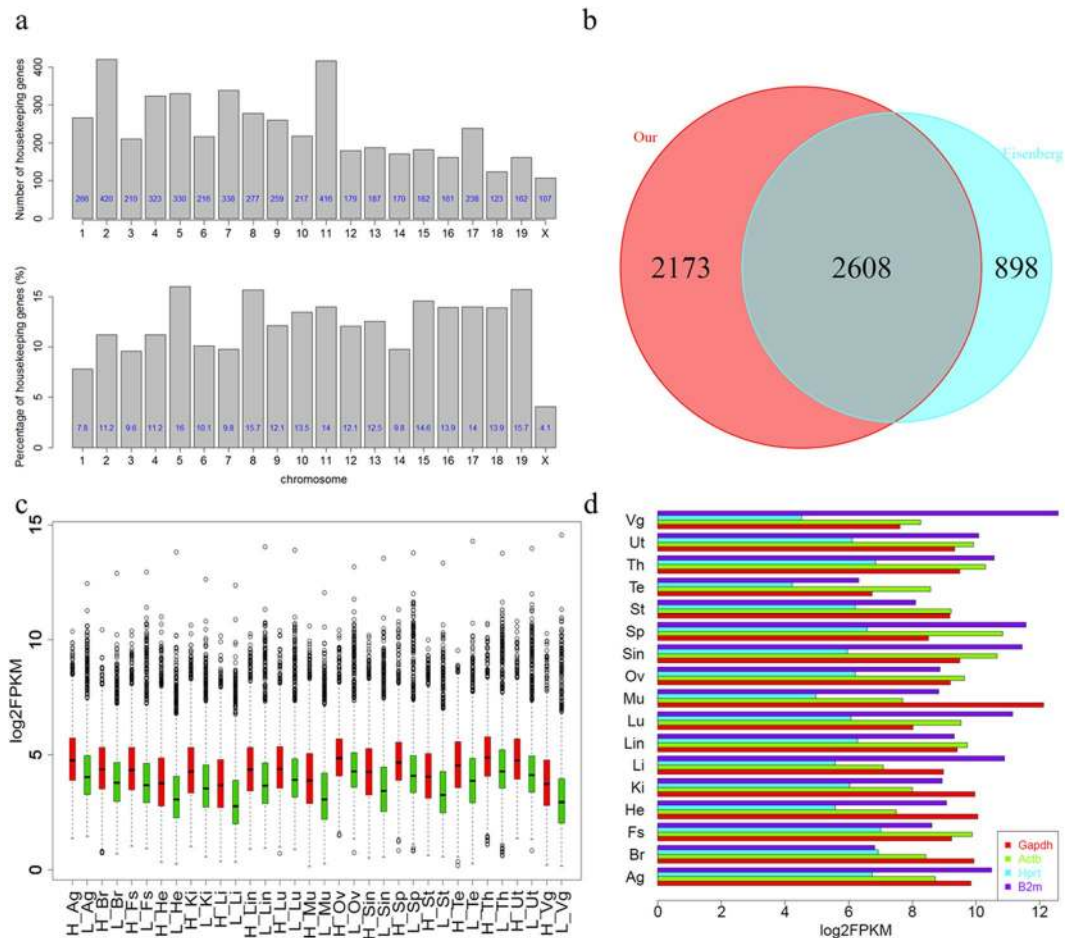 a
Number of housekeeping genes
400
300
200
100
0
266 420 210 323 330 216 338 277 259 217 416 179 187 170 182 161 238 123 162 107
1 2 3 4 5 6 7 8 9 10 11 12 13 14 15 16 17 18 19 X
Percentage of housekeeping genes (%)
15
10
5
0
7.8 11.2 9.6 11.2 16 10.1 9.8 15.7 12.1 13.5 14 12.1 12.5 9.8 14.6 13.9 14 13.9 15.7 4.1
1 2 3 4 5 6 7 8 9 10 11 12 13 14 15 16 17 18 19 X
chromosome
b
Our
Eisenberg
2173 2608 898
c
log2FPKM
15
10
5
0
H_Ag L_Ag H_Br L_Br H_Fs L_Fs H_He L_He H_Ki L_Ki H_Li L_Li H_Lin L_Lin H_Lu L_Lu H_Mu L_Mu H_Ov L_Ov H_Sin L_Sin H_Sp L_Sp H_St L_St H_Te L_Te H_Th L_Th H_Ut L_Ut H_Vg L_Vg
d
Vg
Ut
Th
Te
St
Sp
Sin
Ov
Mu
Lu
Lin
Li
Ki
He
Fs
Br
Ag
Gapdh
Actb
Hprt
B2m
0 2 4 6 8 10 12
log2FPKM